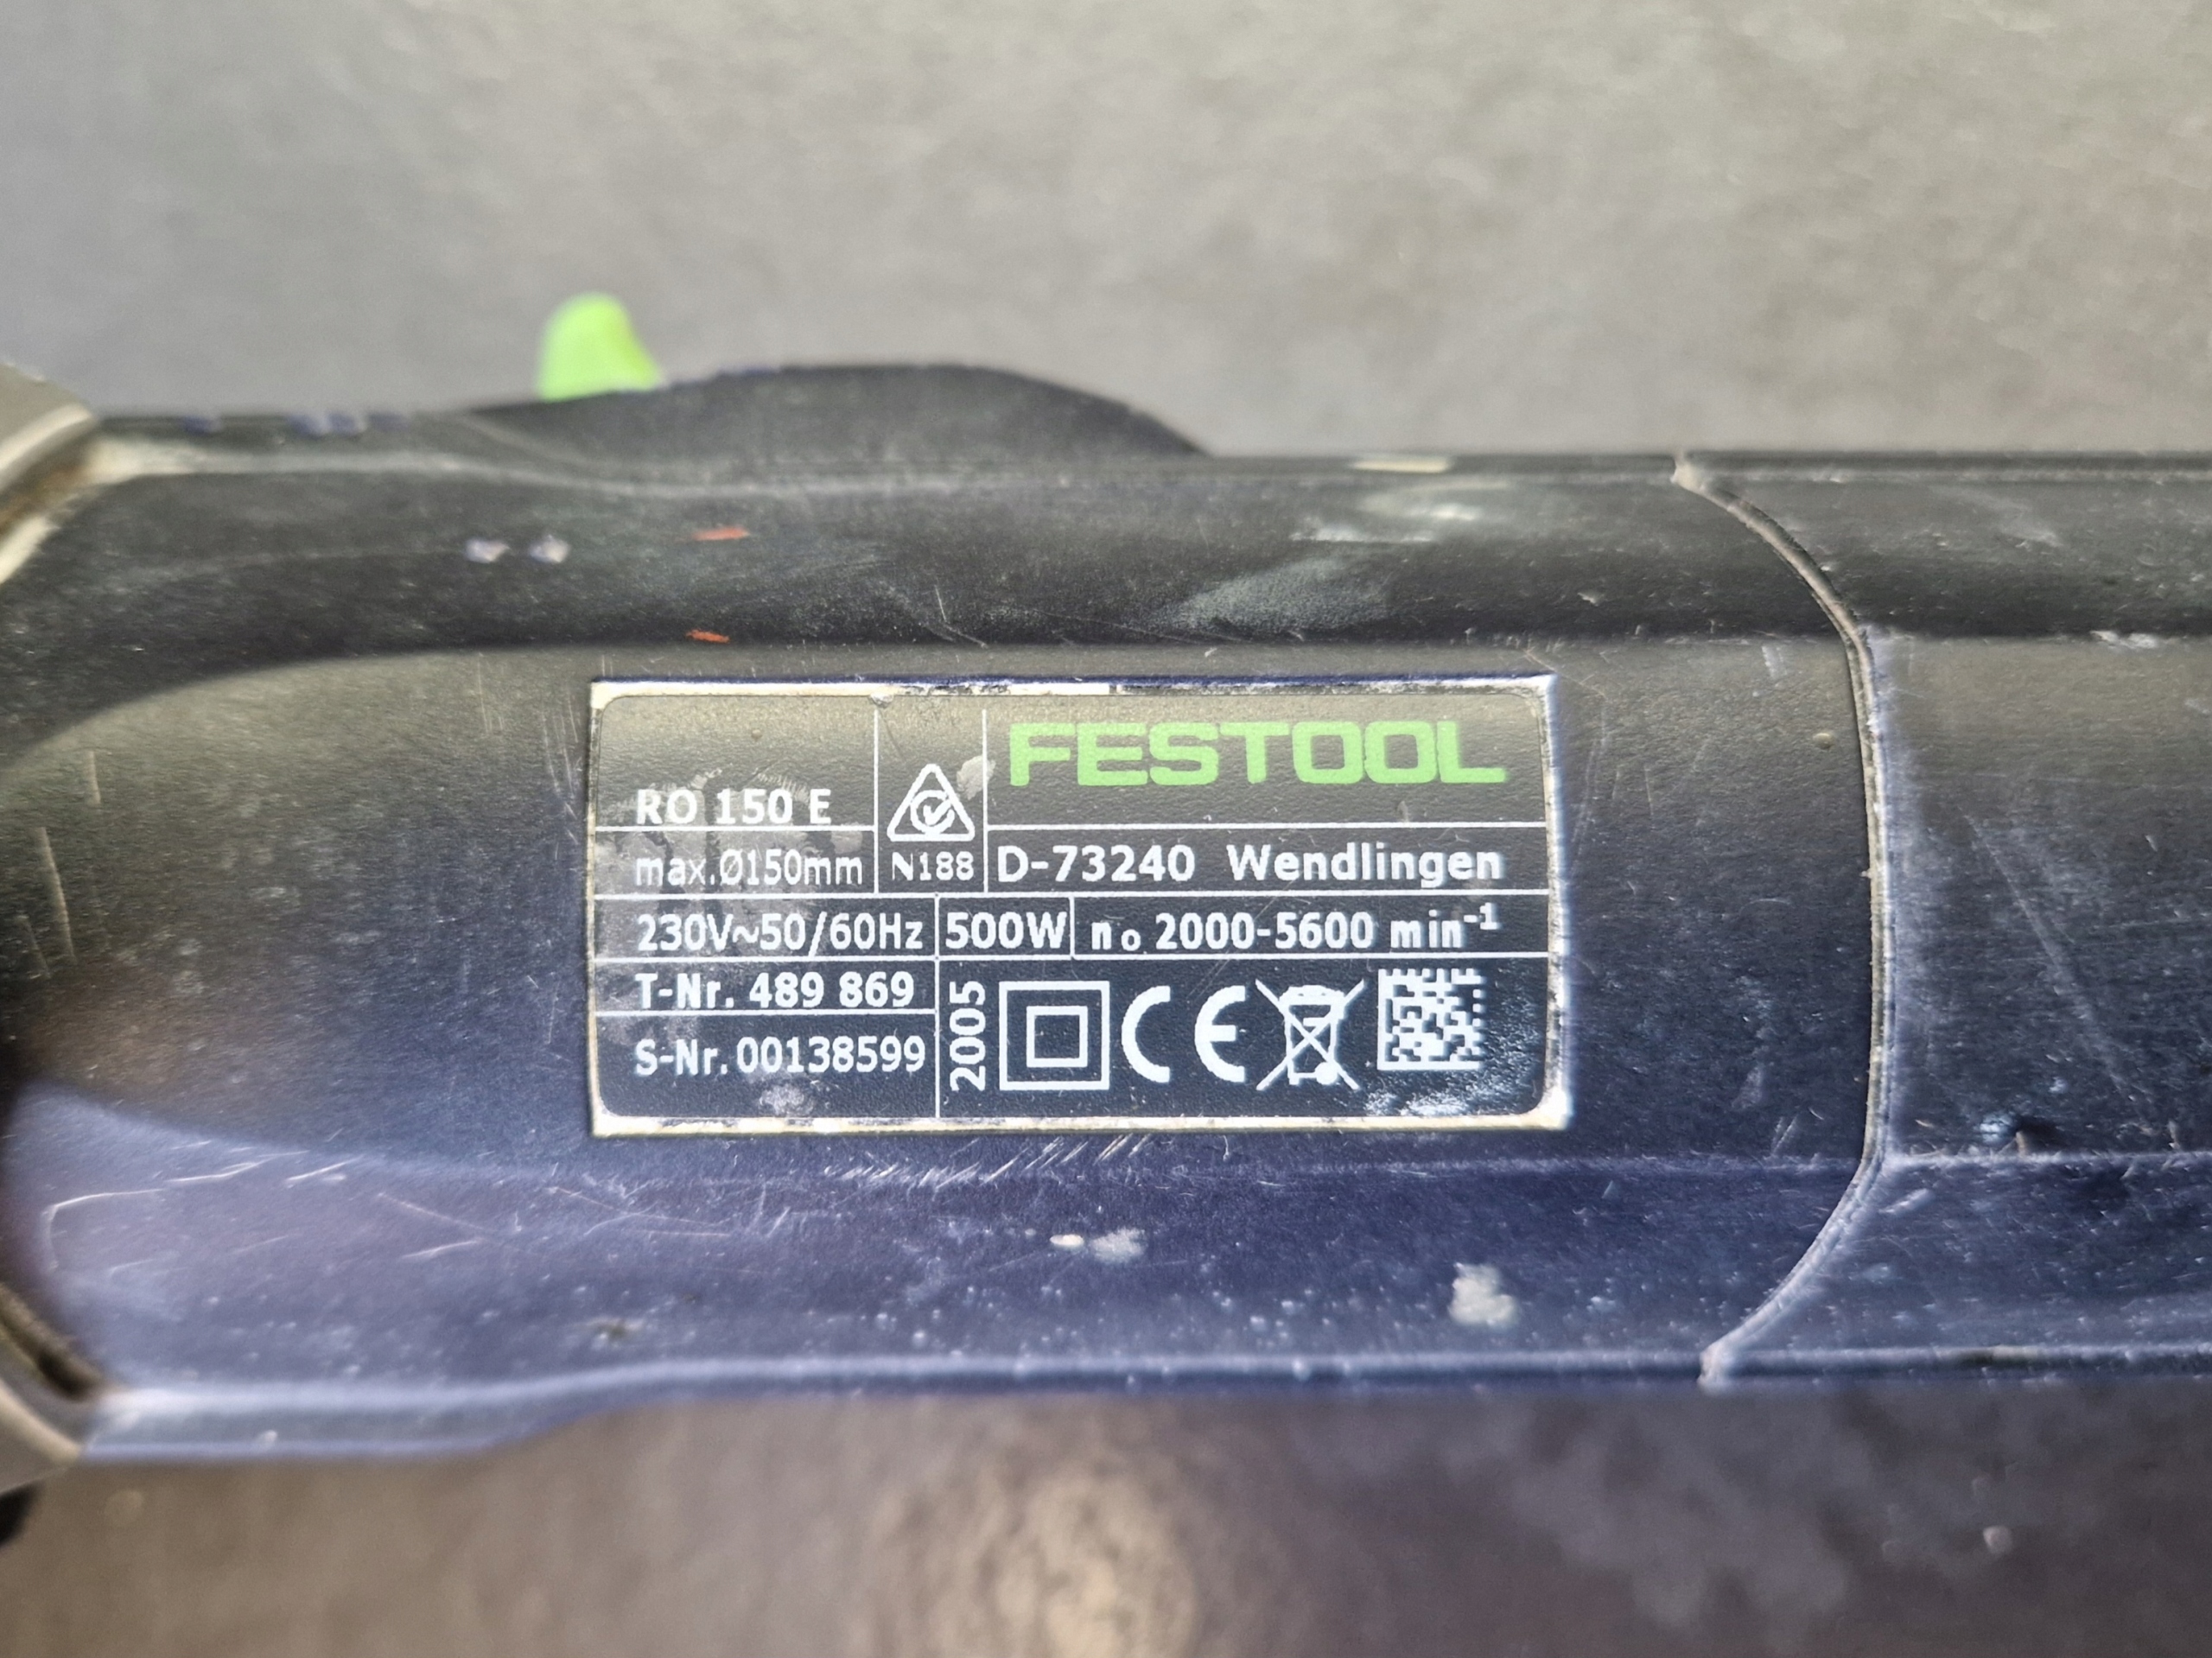 FESTOOL
RO 150 E
max.Ø150mm
N188
D-73240 Wendlingen
230V~50/60Hz
500W
n₀ 2000-5600 min⁻¹
T-Nr. 489 869
S-Nr. 00138599
2005
CE